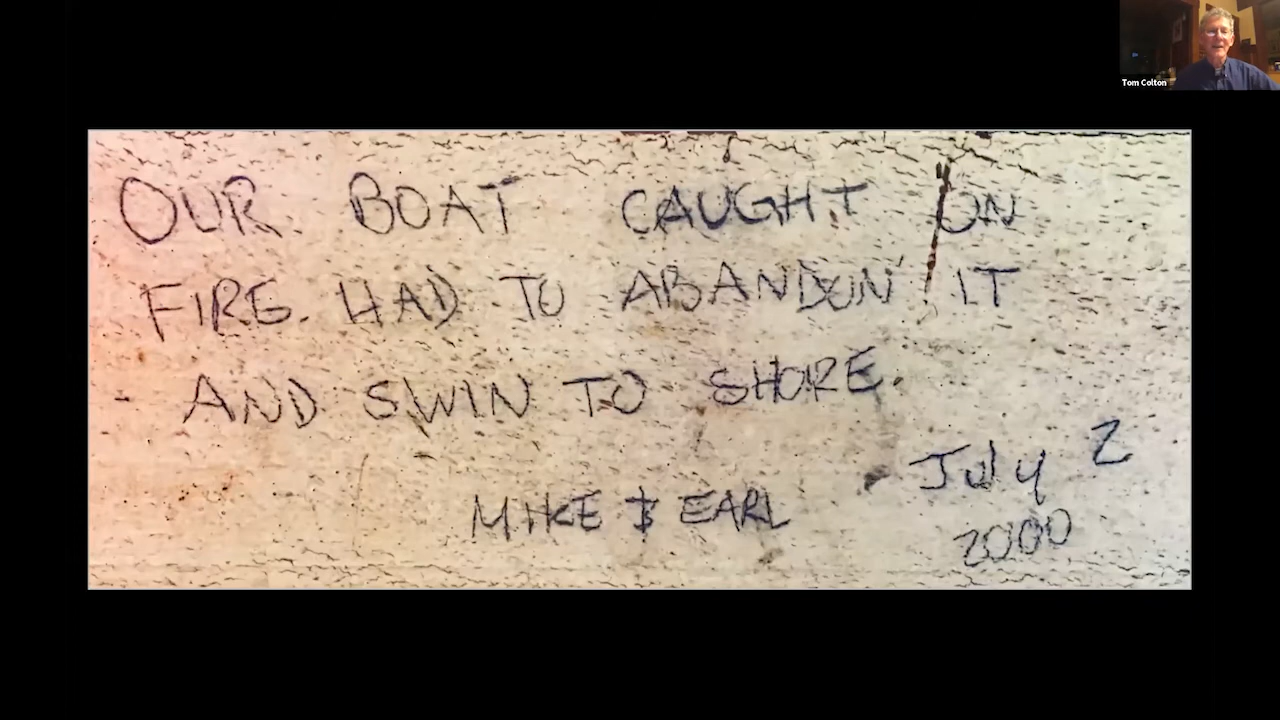 Tom Colton
OUR BOAT CAUGHT ON
FIRE. HAD TO ABANDON IT
AND SWIN TO SHORE.
MIKE & EARL
July 2
2000